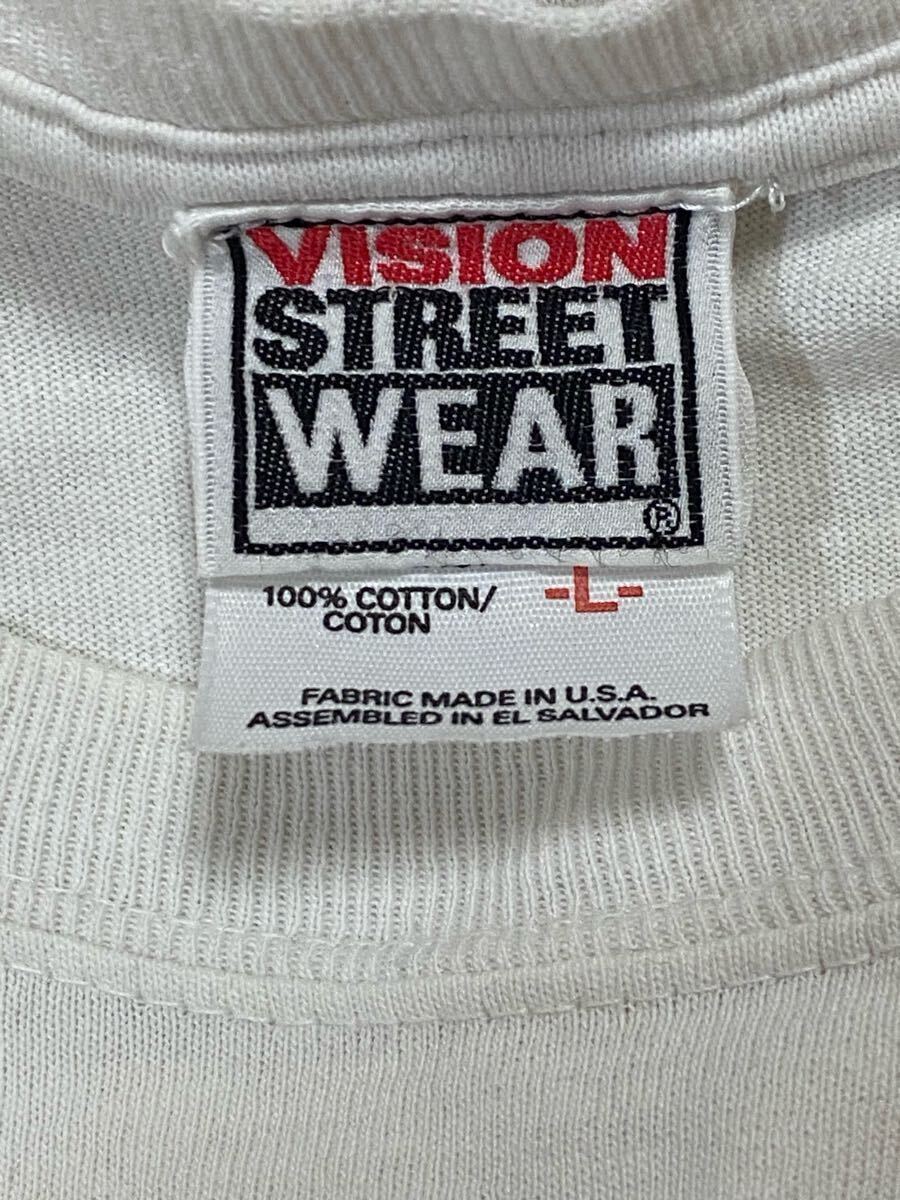 VISION
STREET
WEAR
®
100% COTTON/ -L-
COTON
FABRIC MADE IN U.S.A.
ASSEMBLED IN EL SALVADOR